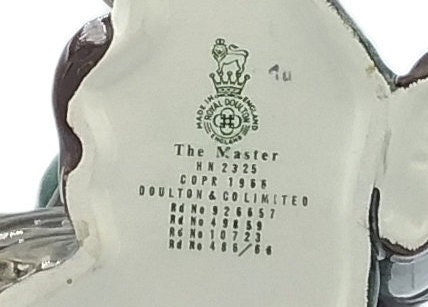 MADE IN ENGLAND
ROYAL DOULTON
ENGLAND
The Master
HN 2325
COPR 1966
DOULTON & CO LIMITED
Rd No 926657
Rd No 49859
Rd No 10723
Rd No 486/66